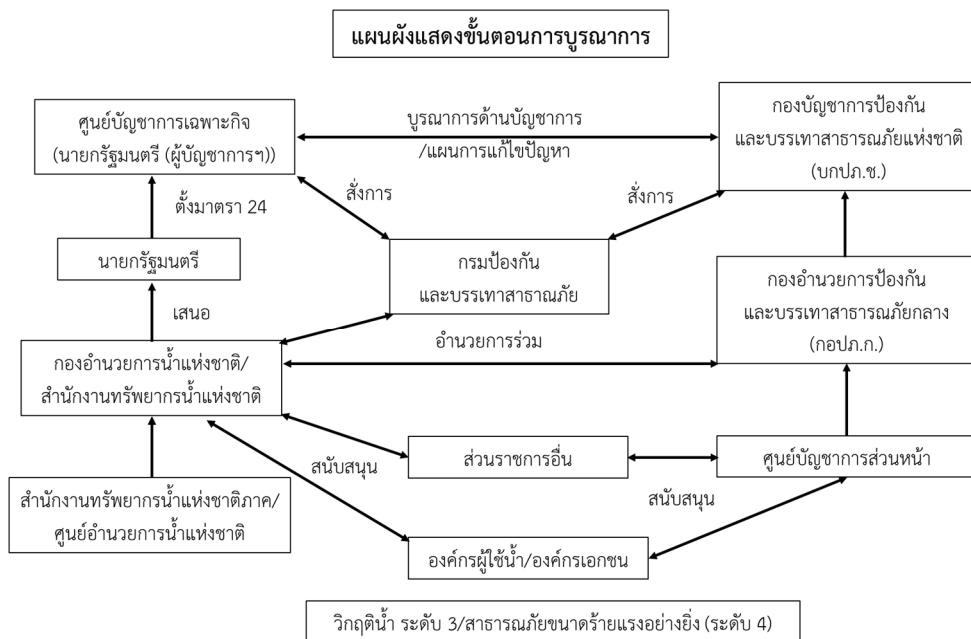 แผนผังแสดงขั้นตอนการบูรณาการ
ศูนย์บัญชาการเฉพาะกิจ
(นายกรัฐมนตรี (ผู้บัญชาการฯ))
บูรณาการด้านบัญชาการ
/แผนการแก้ไขปัญหา
กองบัญชาการป้องกัน
และบรรเทาสาธารณภัยแห่งชาติ
(บกปภ.ช.)
ตั้งมาตรา 24
สั่งการ
สั่งการ
นายกรัฐมนตรี
กรมป้องกัน
และบรรเทาสาธาณภัย
กองอำนวยการป้องกัน
และบรรเทาสาธารณภัยกลาง
(กอปภ.ก.)
เสนอ
อำนวยการร่วม
กองอำนวยการน้ำแห่งชาติ/
สำนักงานทรัพยากรน้ำแห่งชาติ
ส่วนราชการอื่น
ศูนย์บัญชาการส่วนหน้า
สนับสนุน
สนับสนุน
สำนักงานทรัพยากรน้ำแห่งชาติภาค/
ศูนย์อำนวยการน้ำแห่งชาติ
องค์กรผู้ใช้น้ำ/องค์กรเอกชน
วิกฤติน้ำ ระดับ 3/สาธารณภัยขนาดร้ายแรงอย่างยิ่ง (ระดับ 4)